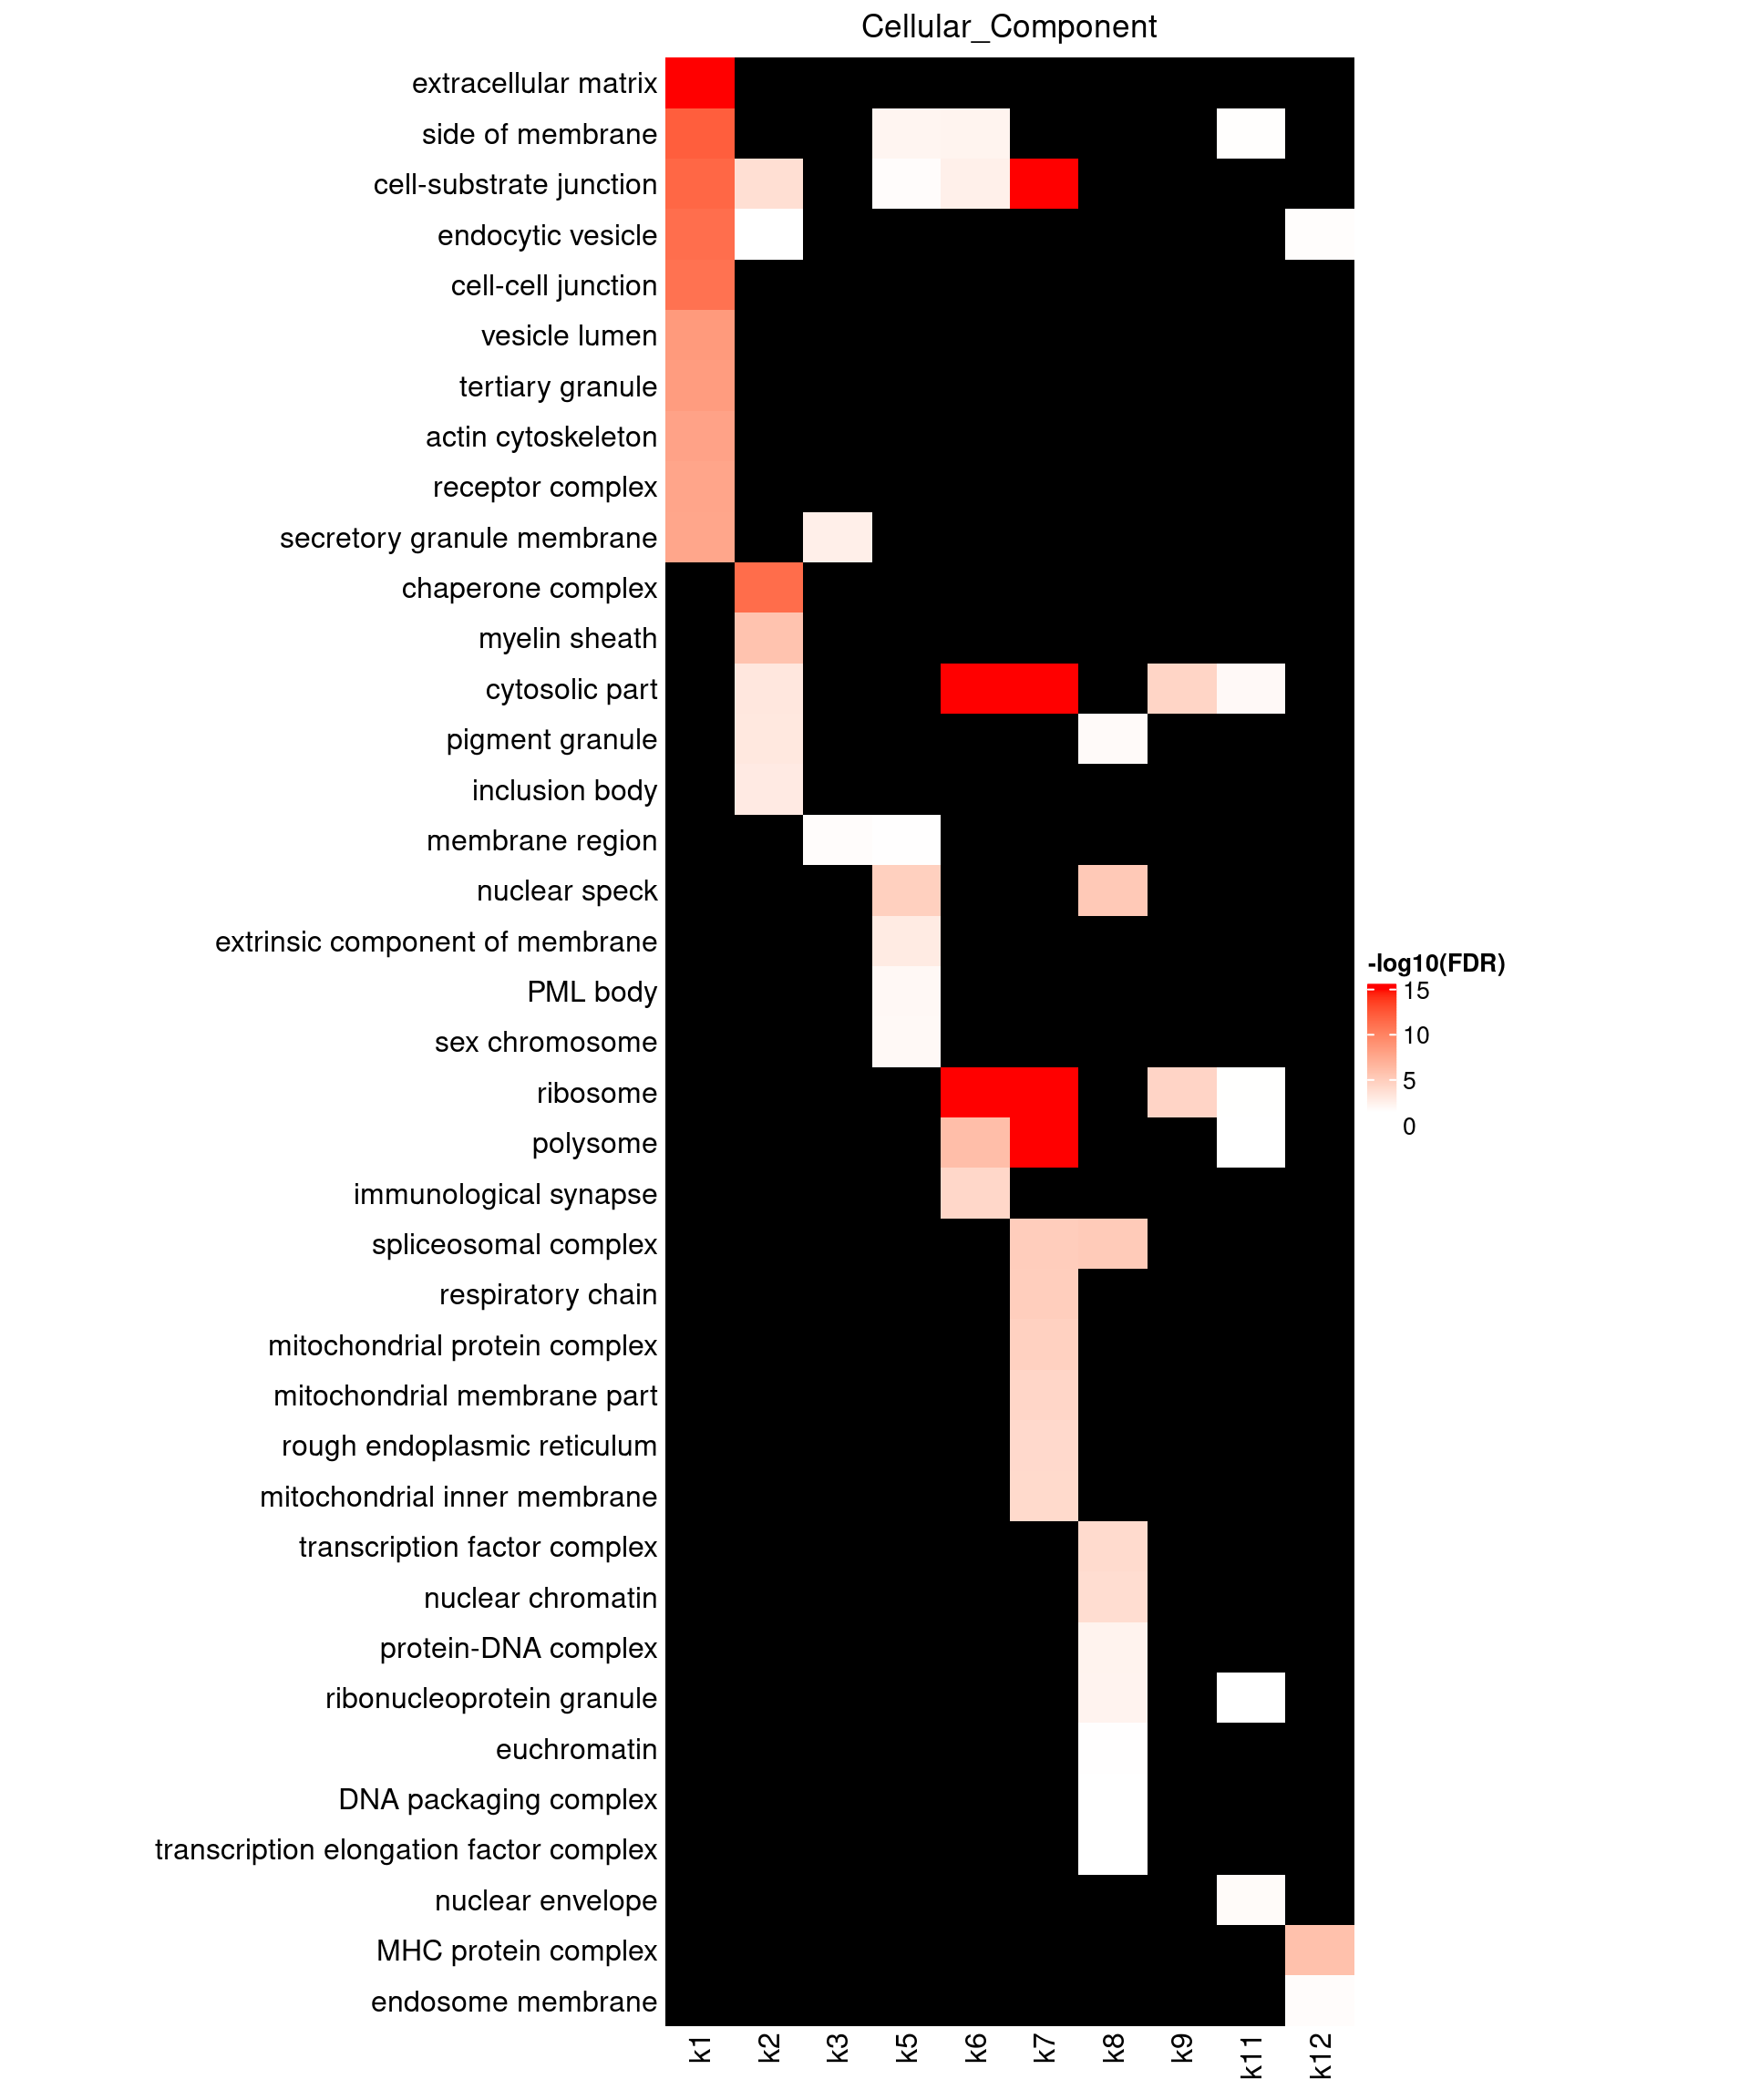 Cellular_Component
extracellular matrix
side of membrane
cell-substrate junction
endocytic vesicle
cell-cell junction
vesicle lumen
tertiary granule
actin cytoskeleton
receptor complex
secretory granule membrane
chaperone complex
myelin sheath
cytosolic part
pigment granule
inclusion body
membrane region
nuclear speck
extrinsic component of membrane
PML body
sex chromosome
ribosome
polysome
immunological synapse
spliceosomal complex
respiratory chain
mitochondrial protein complex
mitochondrial membrane part
rough endoplasmic reticulum
mitochondrial inner membrane
transcription factor complex
nuclear chromatin
protein-DNA complex
ribonucleoprotein granule
euchromatin
DNA packaging complex
transcription elongation factor complex
nuclear envelope
MHC protein complex
endosome membrane
k1 k2 k3 k5 k6 k7 k8 k9 k11 k12
-log10(FDR)
15
10
5
0